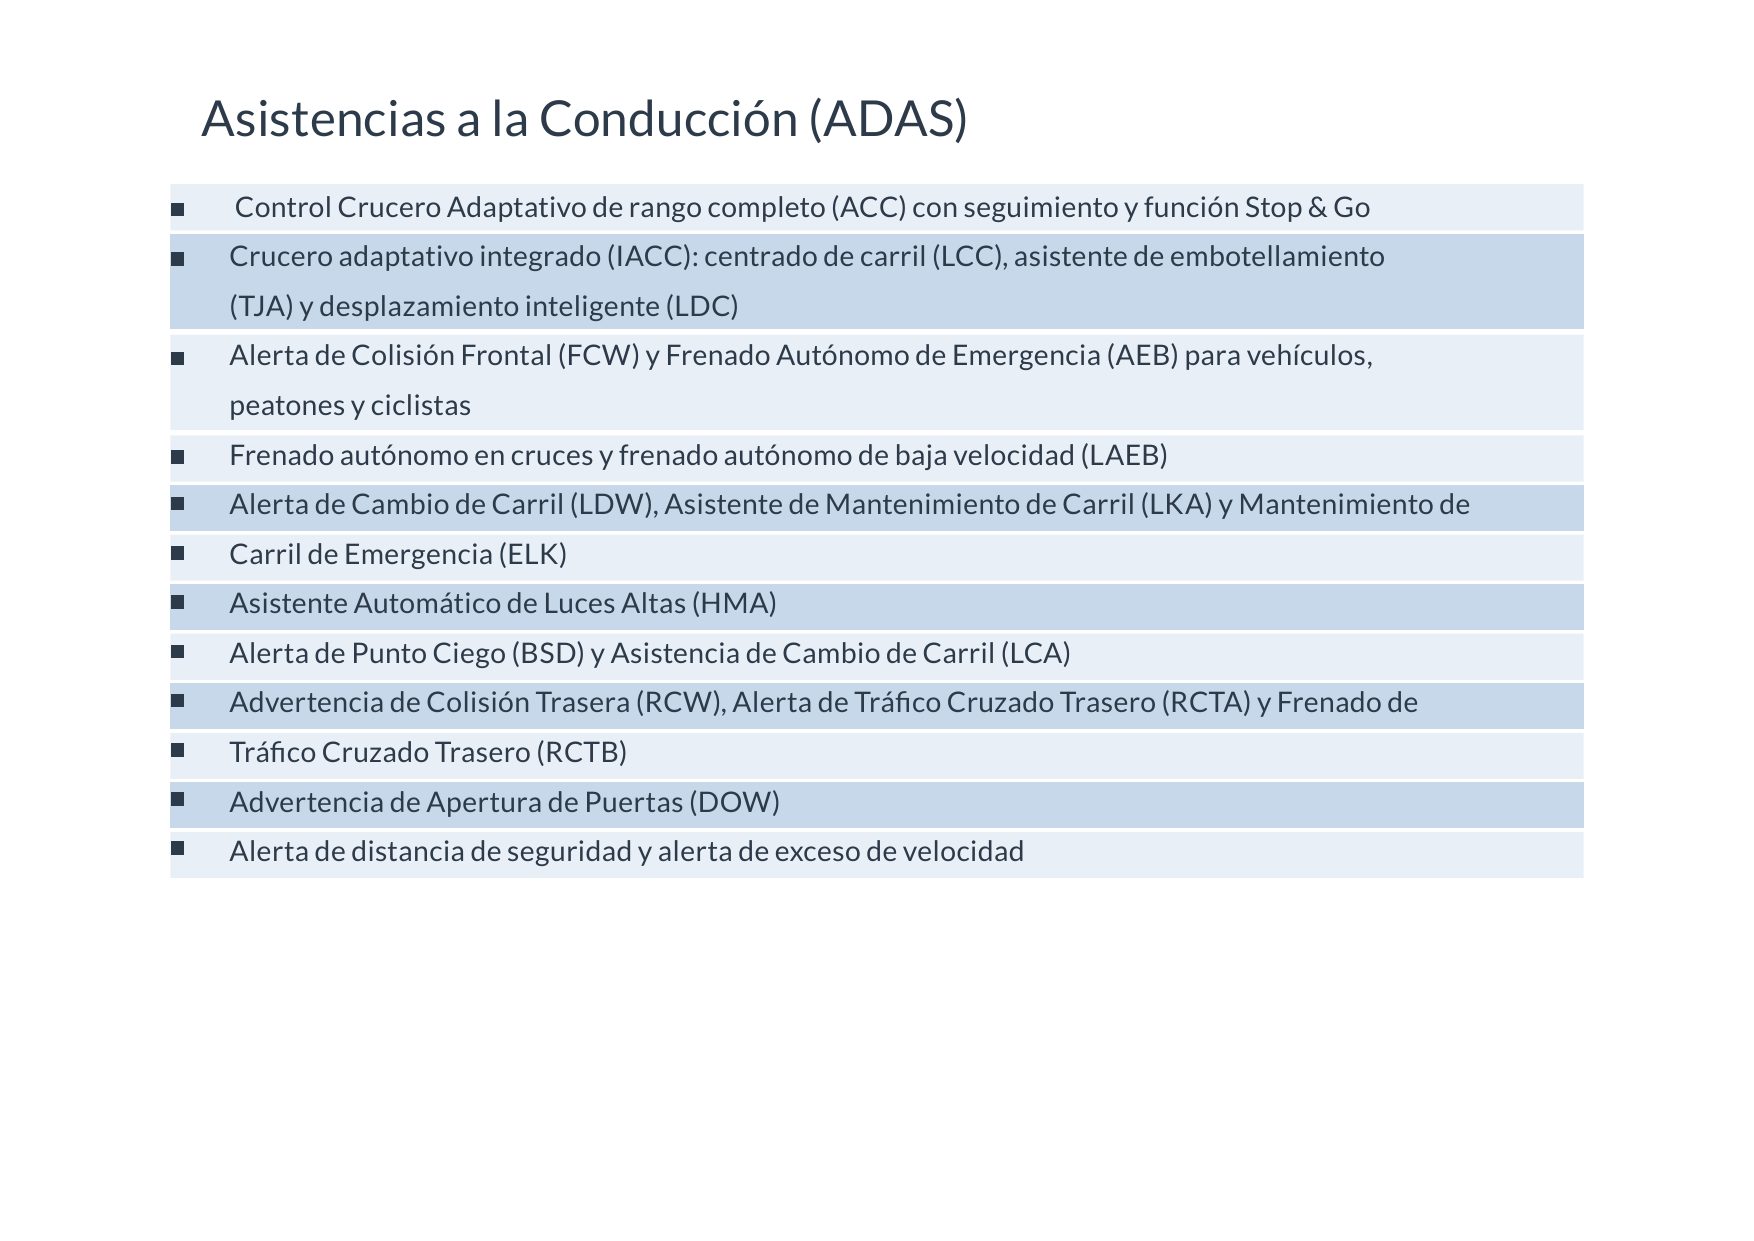 Asistencias a la Conducción (ADAS)
▪ Control Crucero Adaptativo de rango completo (ACC) con seguimiento y función Stop & Go
▪ Crucero adaptativo integrado (IACC): centrado de carril (LCC), asistente de embotellamiento
(TJA) y desplazamiento inteligente (LDC)
▪ Alerta de Colisión Frontal (FCW) y Frenado Autónomo de Emergencia (AEB) para vehículos,
peatones y ciclistas
▪ Frenado autónomo en cruces y frenado autónomo de baja velocidad (LAEB)
▪ Alerta de Cambio de Carril (LDW), Asistente de Mantenimiento de Carril (LKA) y Mantenimiento de
▪ Carril de Emergencia (ELK)
▪ Asistente Automático de Luces Altas (HMA)
▪ Alerta de Punto Ciego (BSD) y Asistencia de Cambio de Carril (LCA)
▪ Advertencia de Colisión Trasera (RCW), Alerta de Tráfico Cruzado Trasero (RCTA) y Frenado de
▪ Tráfico Cruzado Trasero (RCTB)
▪ Advertencia de Apertura de Puertas (DOW)
▪ Alerta de distancia de seguridad y alerta de exceso de velocidad